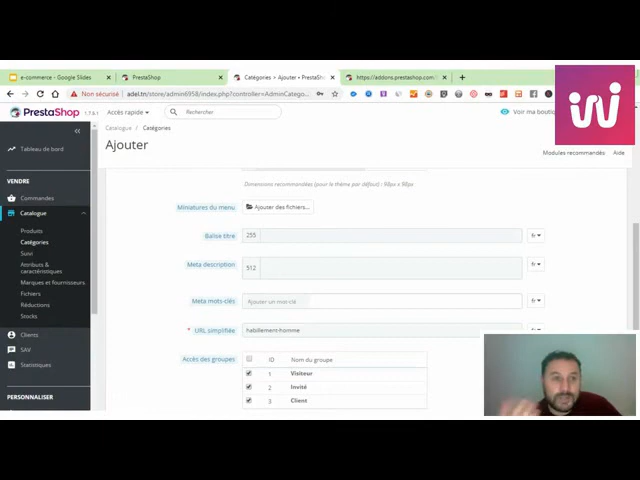 e-commerce - Google Slides
PrestaShop
Catégories > Ajouter • PrestaSh
https://addons.prestashop.com/
Non sécurisé
adei.tn/store/admin6958/index.php?controller=AdminCatego...
PrestaShop
1.7.6.1
Accès rapide
Rechercher
Voir ma boutiq
Catalogue / Catégories
Ajouter
Modules recommandés
Aide
Tableau de bord
VENDRE
Commandes
Catalogue
Produits
Catégories
Suivi
Attributs &
caractéristiques
Marques et fournisseurs
Fichiers
Réductions
Stocks
Clients
SAV
Statistiques
PERSONNALISER
Dimensions recommandées (pour le thème par défaut) : 98px x 98px
Miniatures du menu
Ajouter des fichiers...
Balise titre
255
fr
Meta description
512
fr
Meta mots-clés
Ajouter un mot-clé
fr
* URL simplifiée
habillement-homme
fr
Accès des groupes
ID
Nom du groupe
1
Visiteur
2
Invité
3
Client